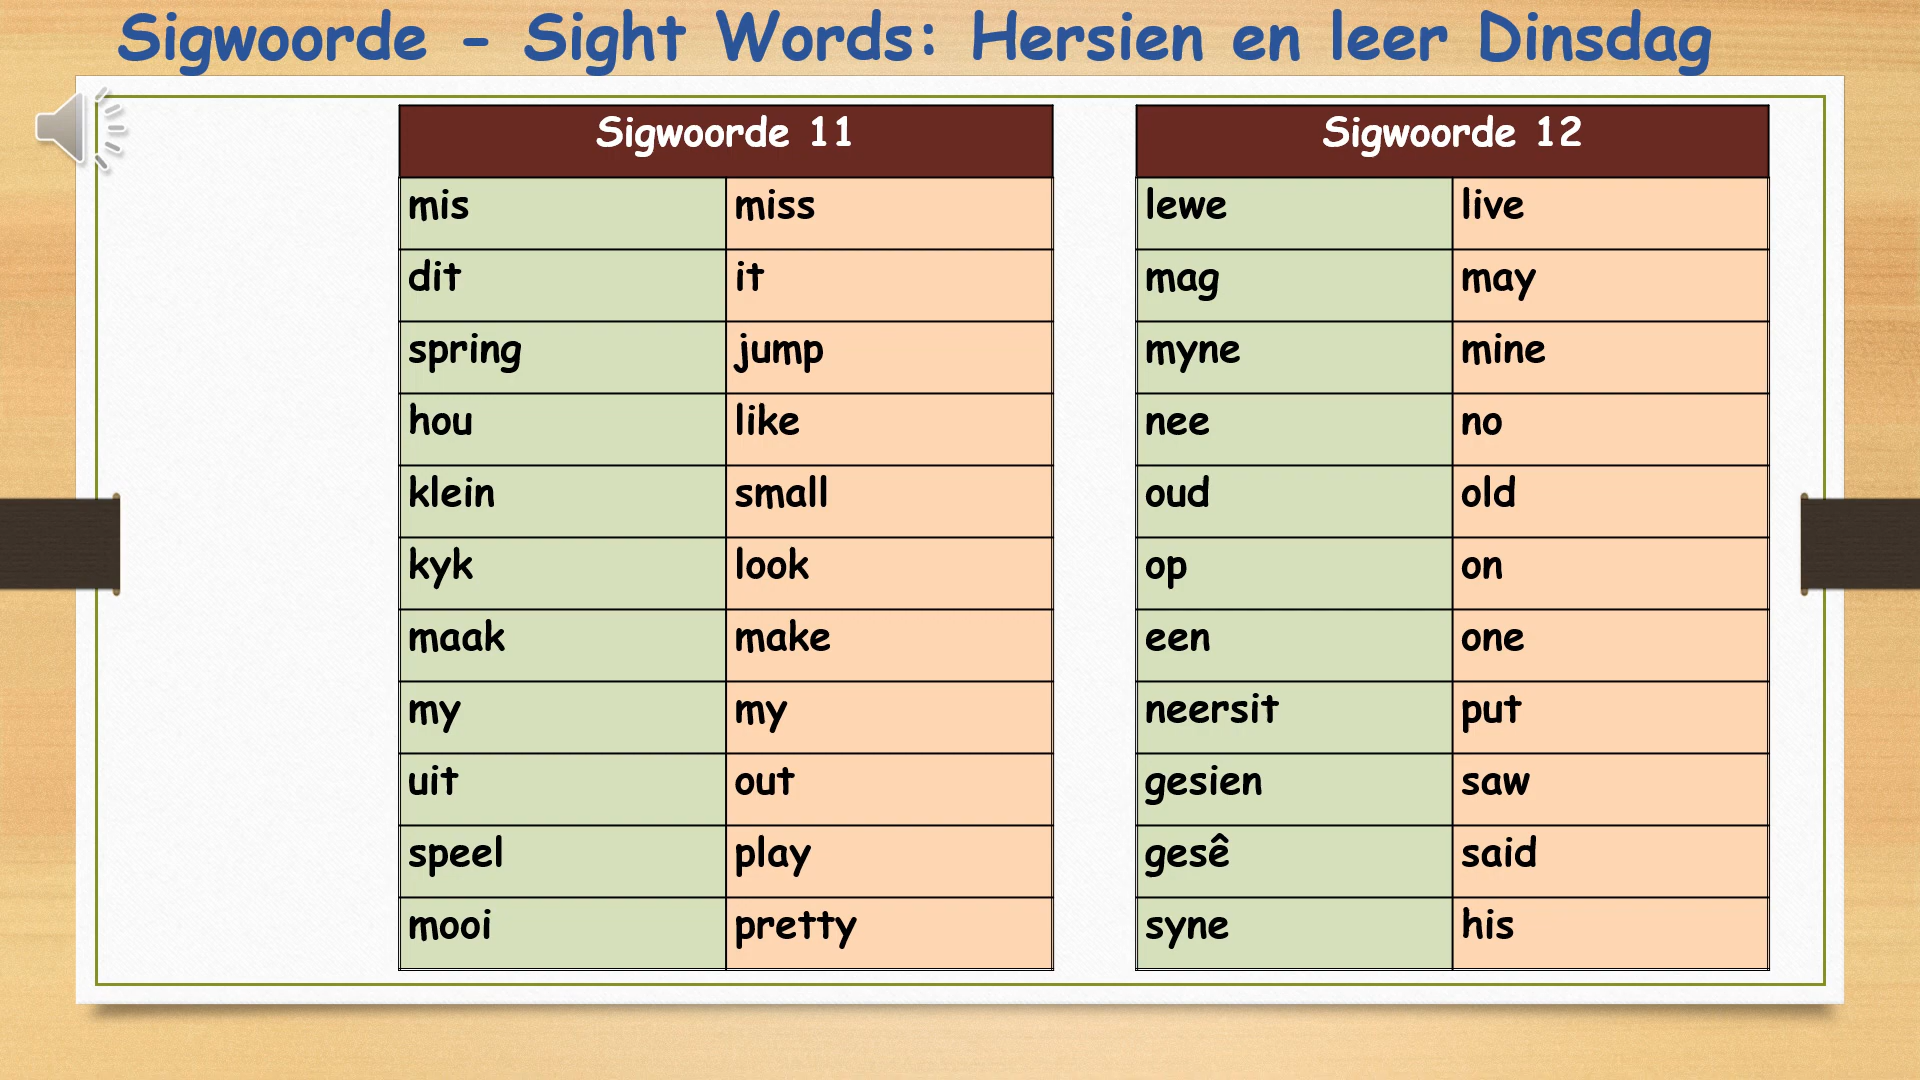 Sigwoorde - Sight Words: Hersien en leer Dinsdag
Sigwoorde 11
mis miss
dit it
spring jump
hou like
klein small
kyk look
maak make
my my
uit out
speel play
mooi pretty
Sigwoorde 12
lewe live
mag may
myne mine
nee no
oud old
op on
een one
neersit put
gesien saw
gesê said
syne his